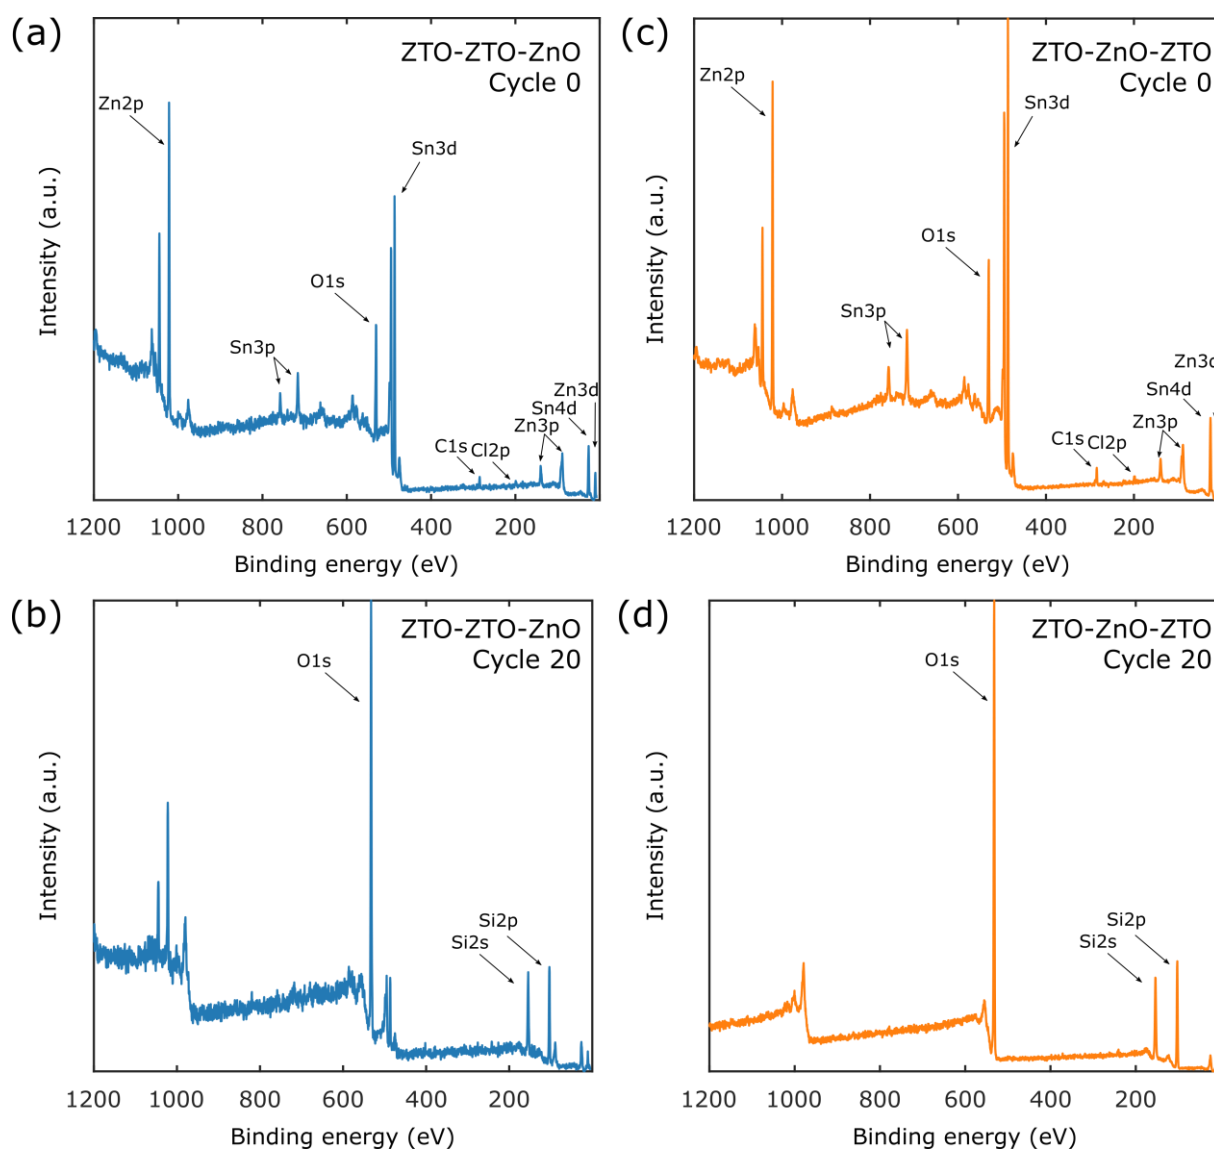 (a)
ZTO-ZTO-ZnO
Cycle 0
Zn2p
Sn3d
O1s
Sn3p
Zn3d
Sn4d
Zn3p
C1s
Cl2p
Intensity (a.u.)
1200 1000 800 600 400 200
Binding energy (eV)
(c)
ZTO-ZnO-ZTO
Cycle 0
Zn2p
Sn3d
O1s
Sn3p
Zn3d
Sn4d
Zn3p
C1s
Cl2p
Intensity (a.u.)
1200 1000 800 600 400 200
Binding energy (eV)
(b)
ZTO-ZTO-ZnO
Cycle 20
O1s
Si2p
Si2s
Intensity (a.u.)
1200 1000 800 600 400 200
Binding energy (eV)
(d)
ZTO-ZnO-ZTO
Cycle 20
O1s
Si2p
Si2s
Intensity (a.u.)
1200 1000 800 600 400 200
Binding energy (eV)